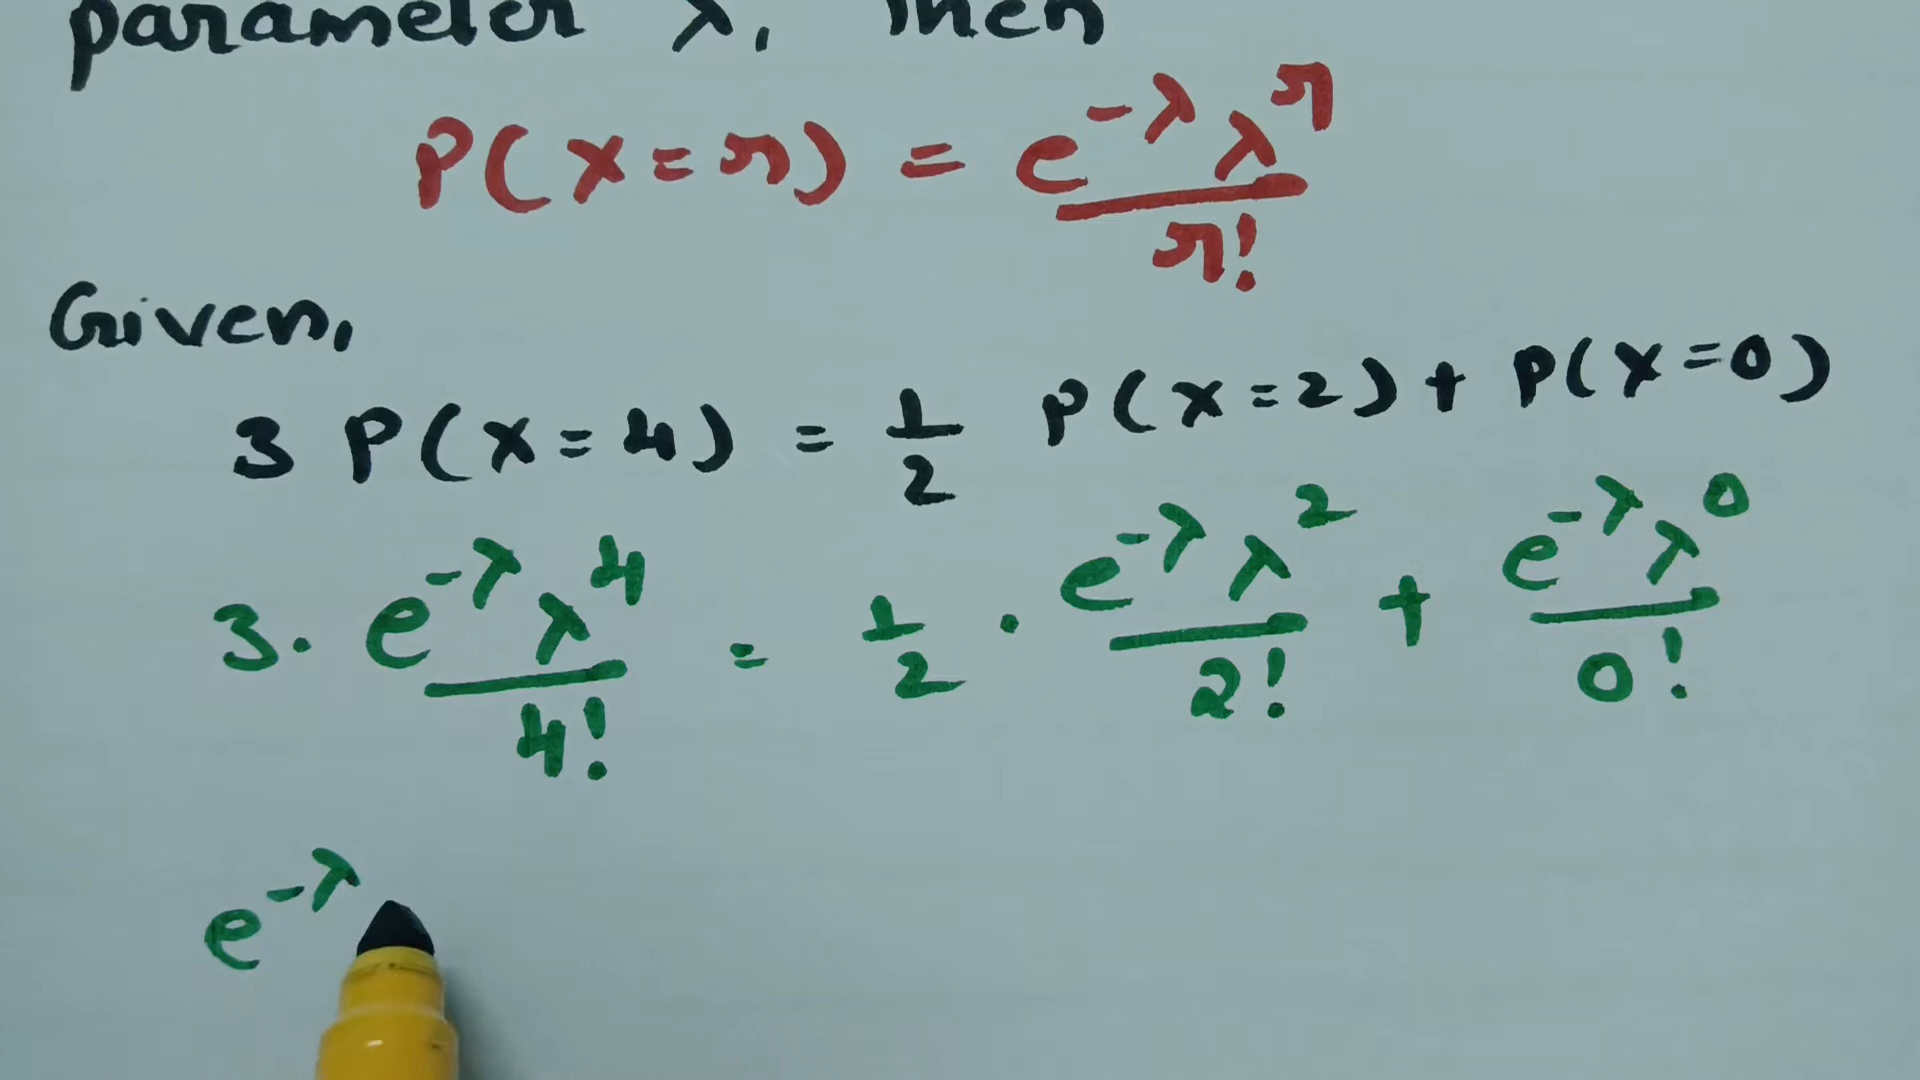 parameter λ, then
P(X=r) = e^{-λ} λ^r / r!
Given,
3 P(X=4) = 1/2 P(X=2) + P(X=0)
3 . e^{-λ} λ^4 / 4! = 1/2 . e^{-λ} λ^2 / 2! + e^{-λ} λ^0 / 0!
e^{-λ}